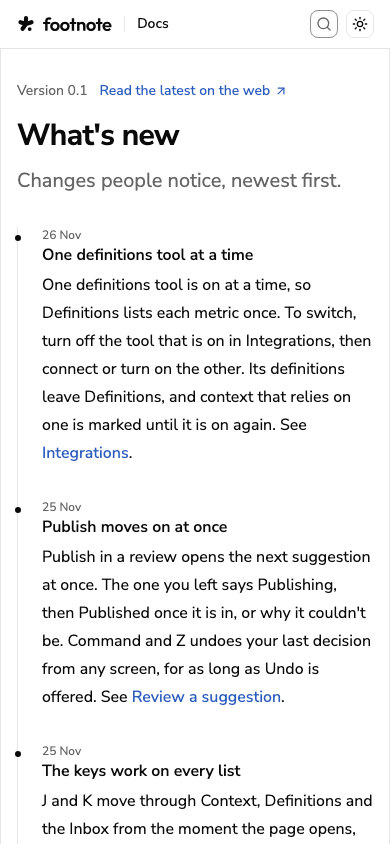 footnote
Docs
Version 0.1 Read the latest on the web ↗
What's new
Changes people notice, newest first.
26 Nov
One definitions tool at a time
One definitions tool is on at a time, so
Definitions lists each metric once. To switch,
turn off the tool that is on in Integrations, then
connect or turn on the other. Its definitions
leave Definitions, and context that relies on
one is marked until it is on again. See
Integrations.
25 Nov
Publish moves on at once
Publish in a review opens the next suggestion
at once. The one you left says Publishing,
then Published once it is in, or why it couldn't
be. Command and Z undoes your last decision
from any screen, for as long as Undo is
offered. See Review a suggestion.
25 Nov
The keys work on every list
J and K move through Context, Definitions and
the Inbox from the moment the page opens,